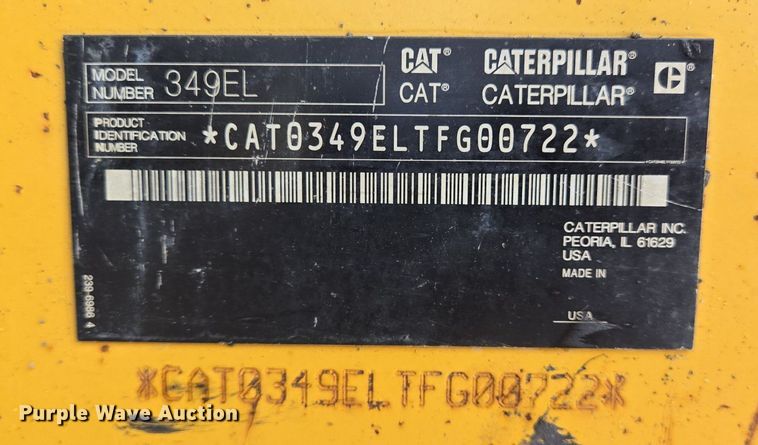 MODEL NUMBER 349EL
CAT® CATERPILLAR®
CAT® CATERPILLAR®
C®
PRODUCT IDENTIFICATION NUMBER *CAT0349ELTFG00722*
CATERPILLAR INC.
PEORIA, IL 61629
USA
MADE IN
USA
239-6986 4
*CAT0349ELTFG00722*
Purple Wave Auction